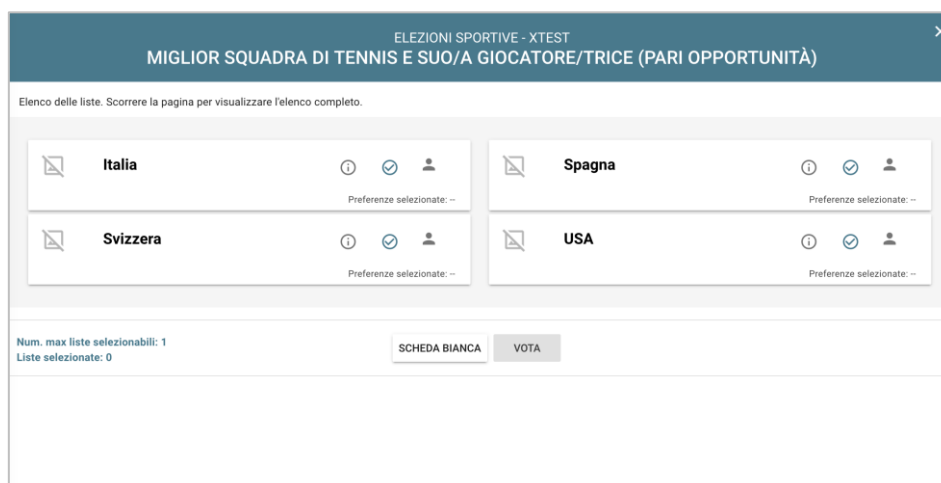 ELEZIONI SPORTIVE - XTEST
MIGLIOR SQUADRA DI TENNIS E SUO/A GIOCATORE/TRICE (PARI OPPORTUNITÀ)
Elenco delle liste. Scorrere la pagina per visualizzare l'elenco completo.
Italia
Preferenze selezionate: --
Spagna
Preferenze selezionate: --
Svizzera
Preferenze selezionate: --
USA
Preferenze selezionate: --
Num. max liste selezionabili: 1
Liste selezionate: 0
SCHEDA BIANCA
VOTA